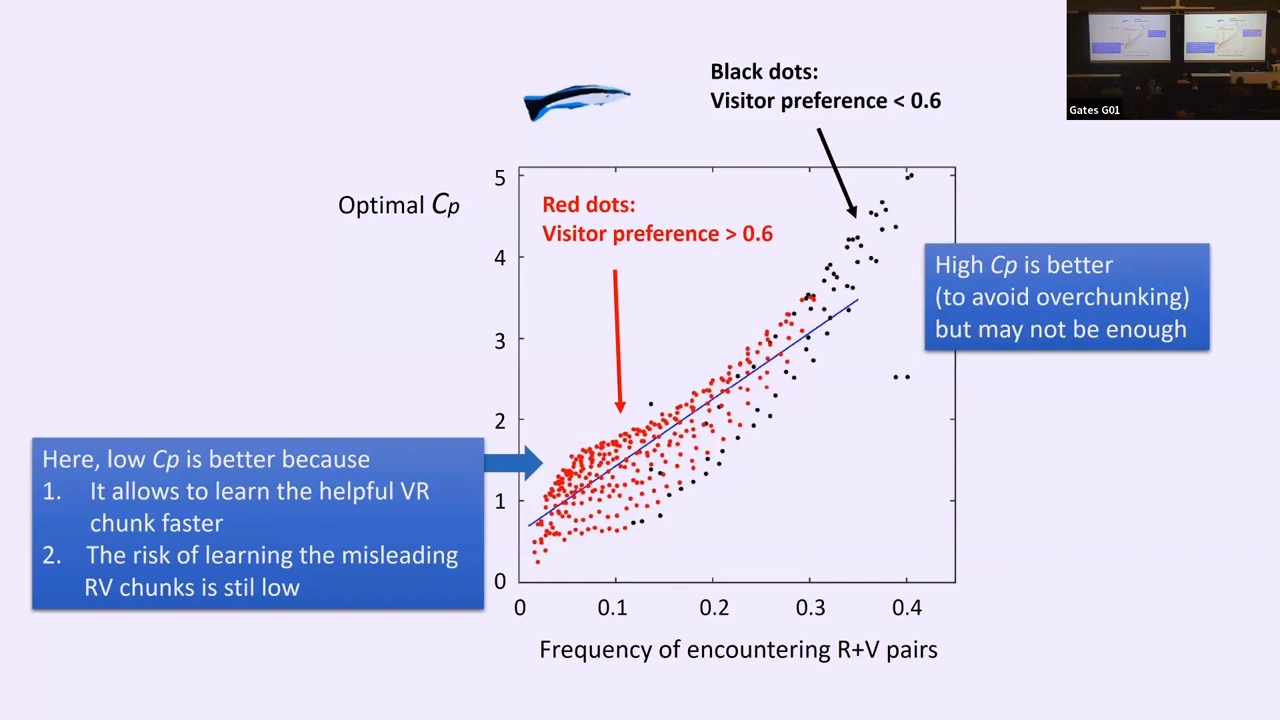 Gates G01
Black dots:
Visitor preference < 0.6
Optimal Cp
5
4
3
2
1
0
Red dots:
Visitor preference > 0.6
High Cp is better
(to avoid overchunking)
but may not be enough
Here, low Cp is better because
1. It allows to learn the helpful VR
chunk faster
2. The risk of learning the misleading
RV chunks is stil low
0 0.1 0.2 0.3 0.4
Frequency of encountering R+V pairs